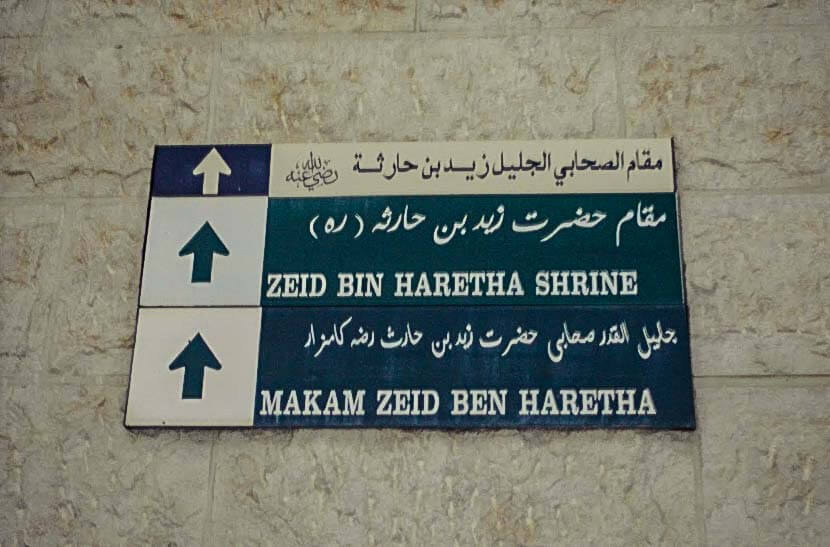 مقام الصحابي الجليل زيد بن حارثة رضي الله عنه
مقام حضرت زید بن حارثه (ره)
ZEID BIN HARETHA SHRINE
جلیل القدر صحابی حضرت زید بن حارث رضہ کا مزار
MAKAM ZEID BEN HARETHA